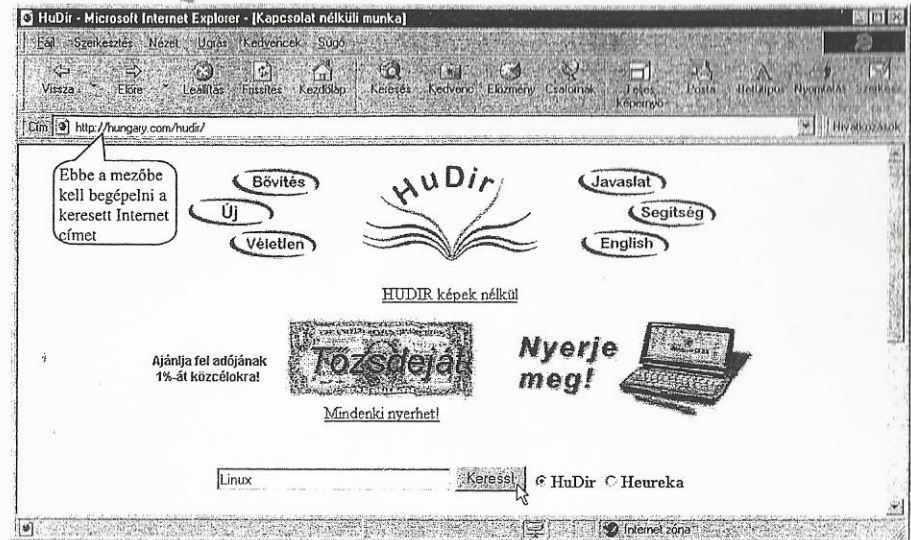 HuDir - Microsoft Internet Explorer - [Kapcsolat nélküli munka]
Fájl Szerkesztés Nézet Ugrás Kedvencek Súgó
Vissza Előre Leállítás Frissítés Kezdőlap Keresés Kedvenc Előzmény Csatornák Teljes képernyő Posta Betűtípus Nyomtatás
Cím http://hungary.com/hudir/ Hivatkozások
Ebbe a mezőbe
kell begépelni a
keresett Internet
címet
Bővítés
Új
Véletlen
HuDir
Javaslat
Segítség
English
HUDIR képek nélkül
Ajánlja fel adójának
1%-át közcélokra!
Tőzsdeját
Mindenki nyerhet!
Nyerje
meg!
Linux Keress! HuDir Heureka
Internet zóna